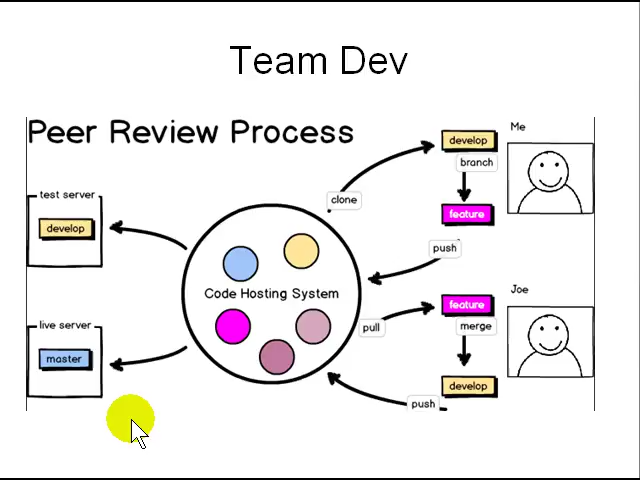 Team Dev
Peer Review Process
Me
develop
branch
clone
feature
test server
develop
push
Code Hosting System
Joe
feature
live server
pull
merge
master
develop
push